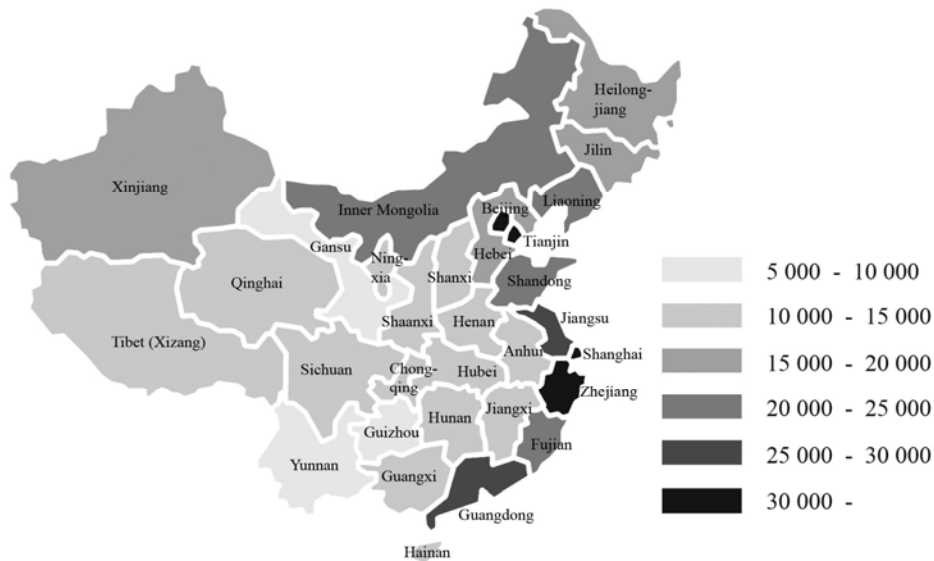 Heilong-
jiang
Jilin
Xinjiang
Inner Mongolia
Beijing
Liaoning
Tianjin
Gansu
Ning-
xia
Hebei
Qinghai
Shanxi
Shandong
Shaanxi
Henan
Jiangsu
Tibet (Xizang)
Sichuan
Chong-
qing
Hubei
Anhui
Shanghai
Zhejiang
Hunan
Jiangxi
Guizhou
Fujian
Yunnan
Guangxi
Guangdong
Hainan
5 000 - 10 000
10 000 - 15 000
15 000 - 20 000
20 000 - 25 000
25 000 - 30 000
30 000 -